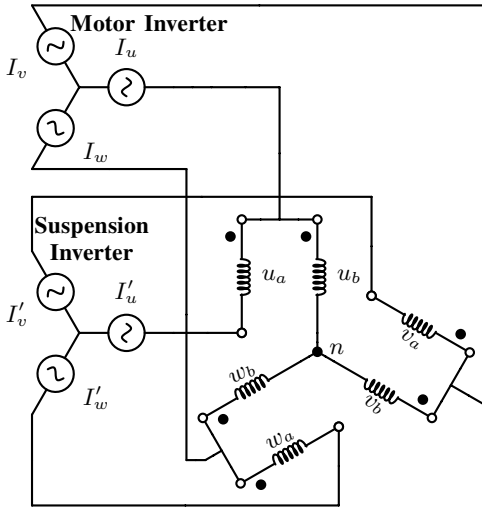 Motor Inverter
I_u
I_v
I_w
Suspension
Inverter
I'_u
I'_v
I'_w
u_a
u_b
n
v_a
v_b
w_b
w_a